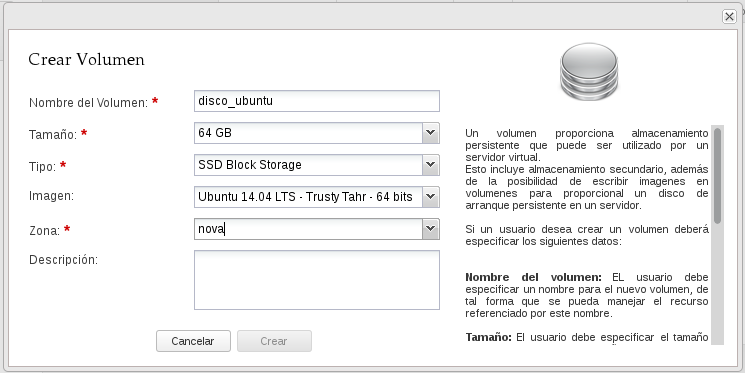 Crear Volumen
Nombre del Volumen: *
disco_ubuntu
Tamaño: *
64 GB
Tipo: *
SSD Block Storage
Imagen:
Ubuntu 14.04 LTS - Trusty Tahr - 64 bits
Zona: *
nova
Descripción:
Cancelar
Crear
Un volumen proporciona almacenamiento
persistente que puede ser utilizado por un
servidor virtual.
Esto incluye almacenamiento secundario, además
de la posibilidad de escribir imagenes en
volumenes para proporcional un disco de
arranque persistente en un servidor.
Si un usuario desea crear un volumen deberá
especificar los siguientes datos:
Nombre del volumen: EL usuario debe
especificar un nombre para el nuevo volumen, de
tal forma que se pueda manejar el recurso
referenciado por este nombre.
Tamaño: El usuario debe especificar el tamaño